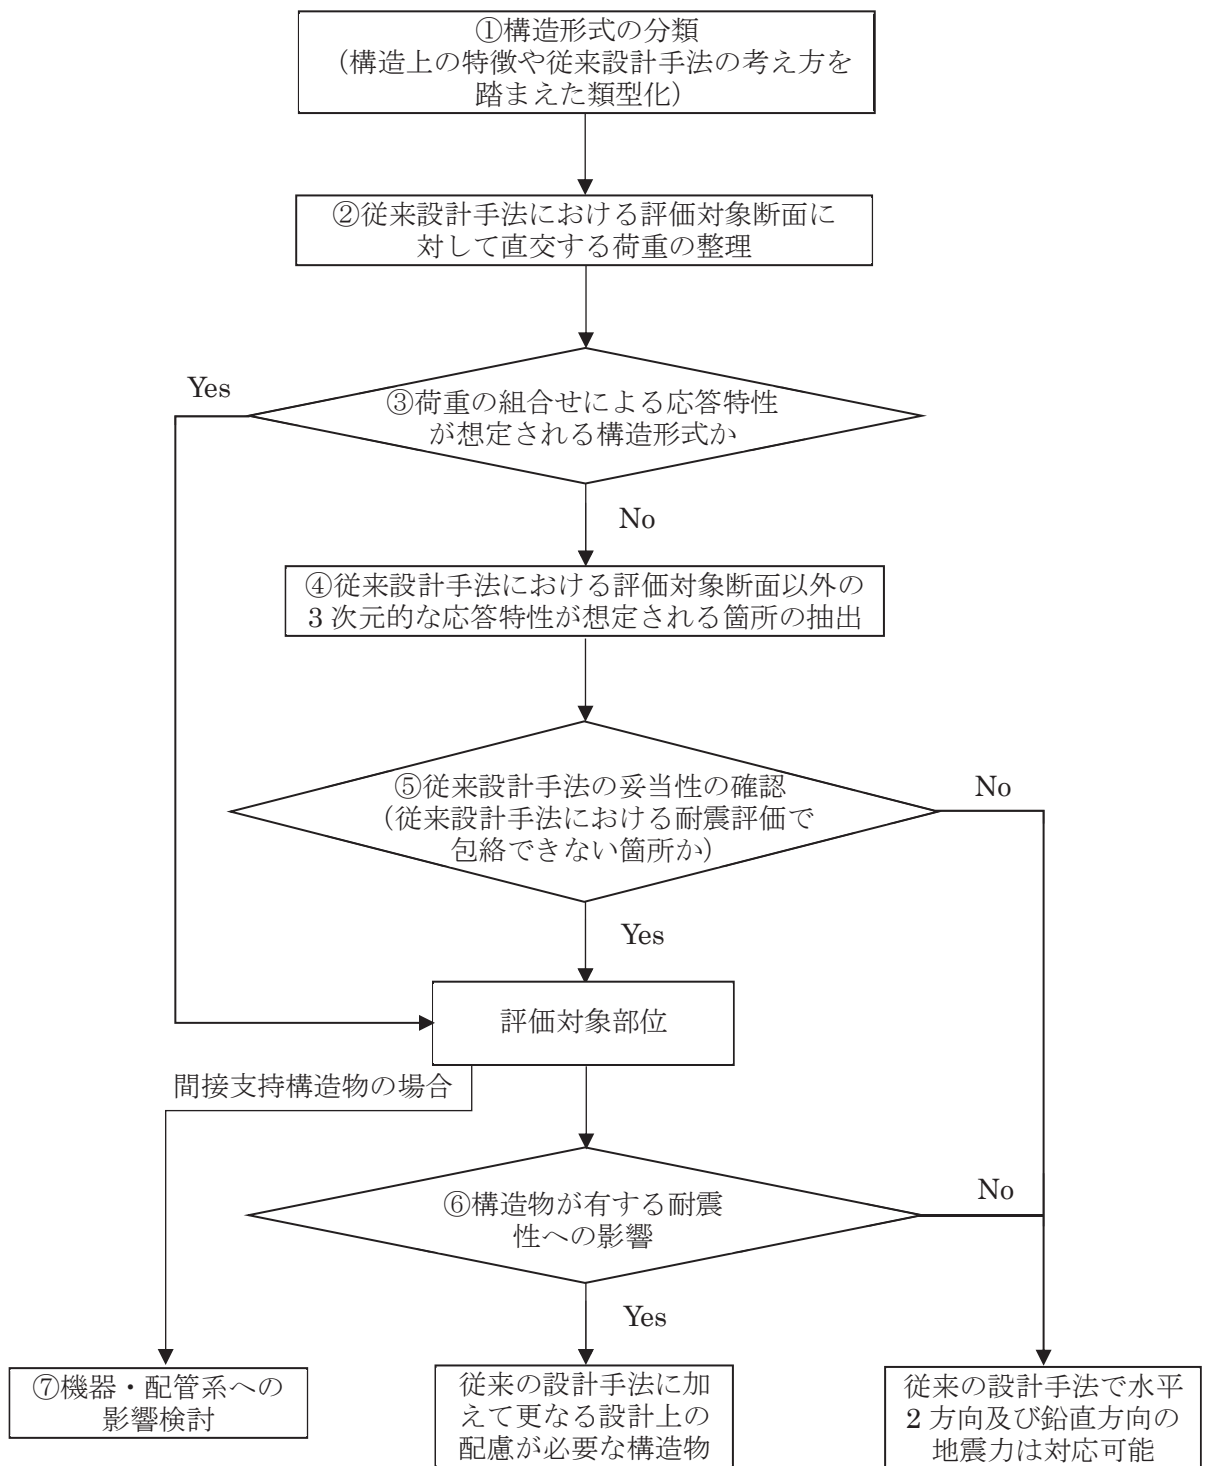 ①構造形式の分類
（構造上の特徴や従来設計手法の考え方を
踏まえた類型化）
②従来設計手法における評価対象断面に
対して直交する荷重の整理
Yes
③荷重の組合せによる応答特性
が想定される構造形式か
No
④従来設計手法における評価対象断面以外の
3 次元的な応答特性が想定される箇所の抽出
⑤従来設計手法の妥当性の確認
（従来設計手法における耐震評価で
包絡できない箇所か）
No
Yes
評価対象部位
間接支持構造物の場合
⑥構造物が有する耐震
性への影響
No
Yes
⑦機器・配管系への
影響検討
従来の設計手法に加
えて更なる設計上の
配慮が必要な構造物
従来の設計手法で水平
2 方向及び鉛直方向の
地震力は対応可能